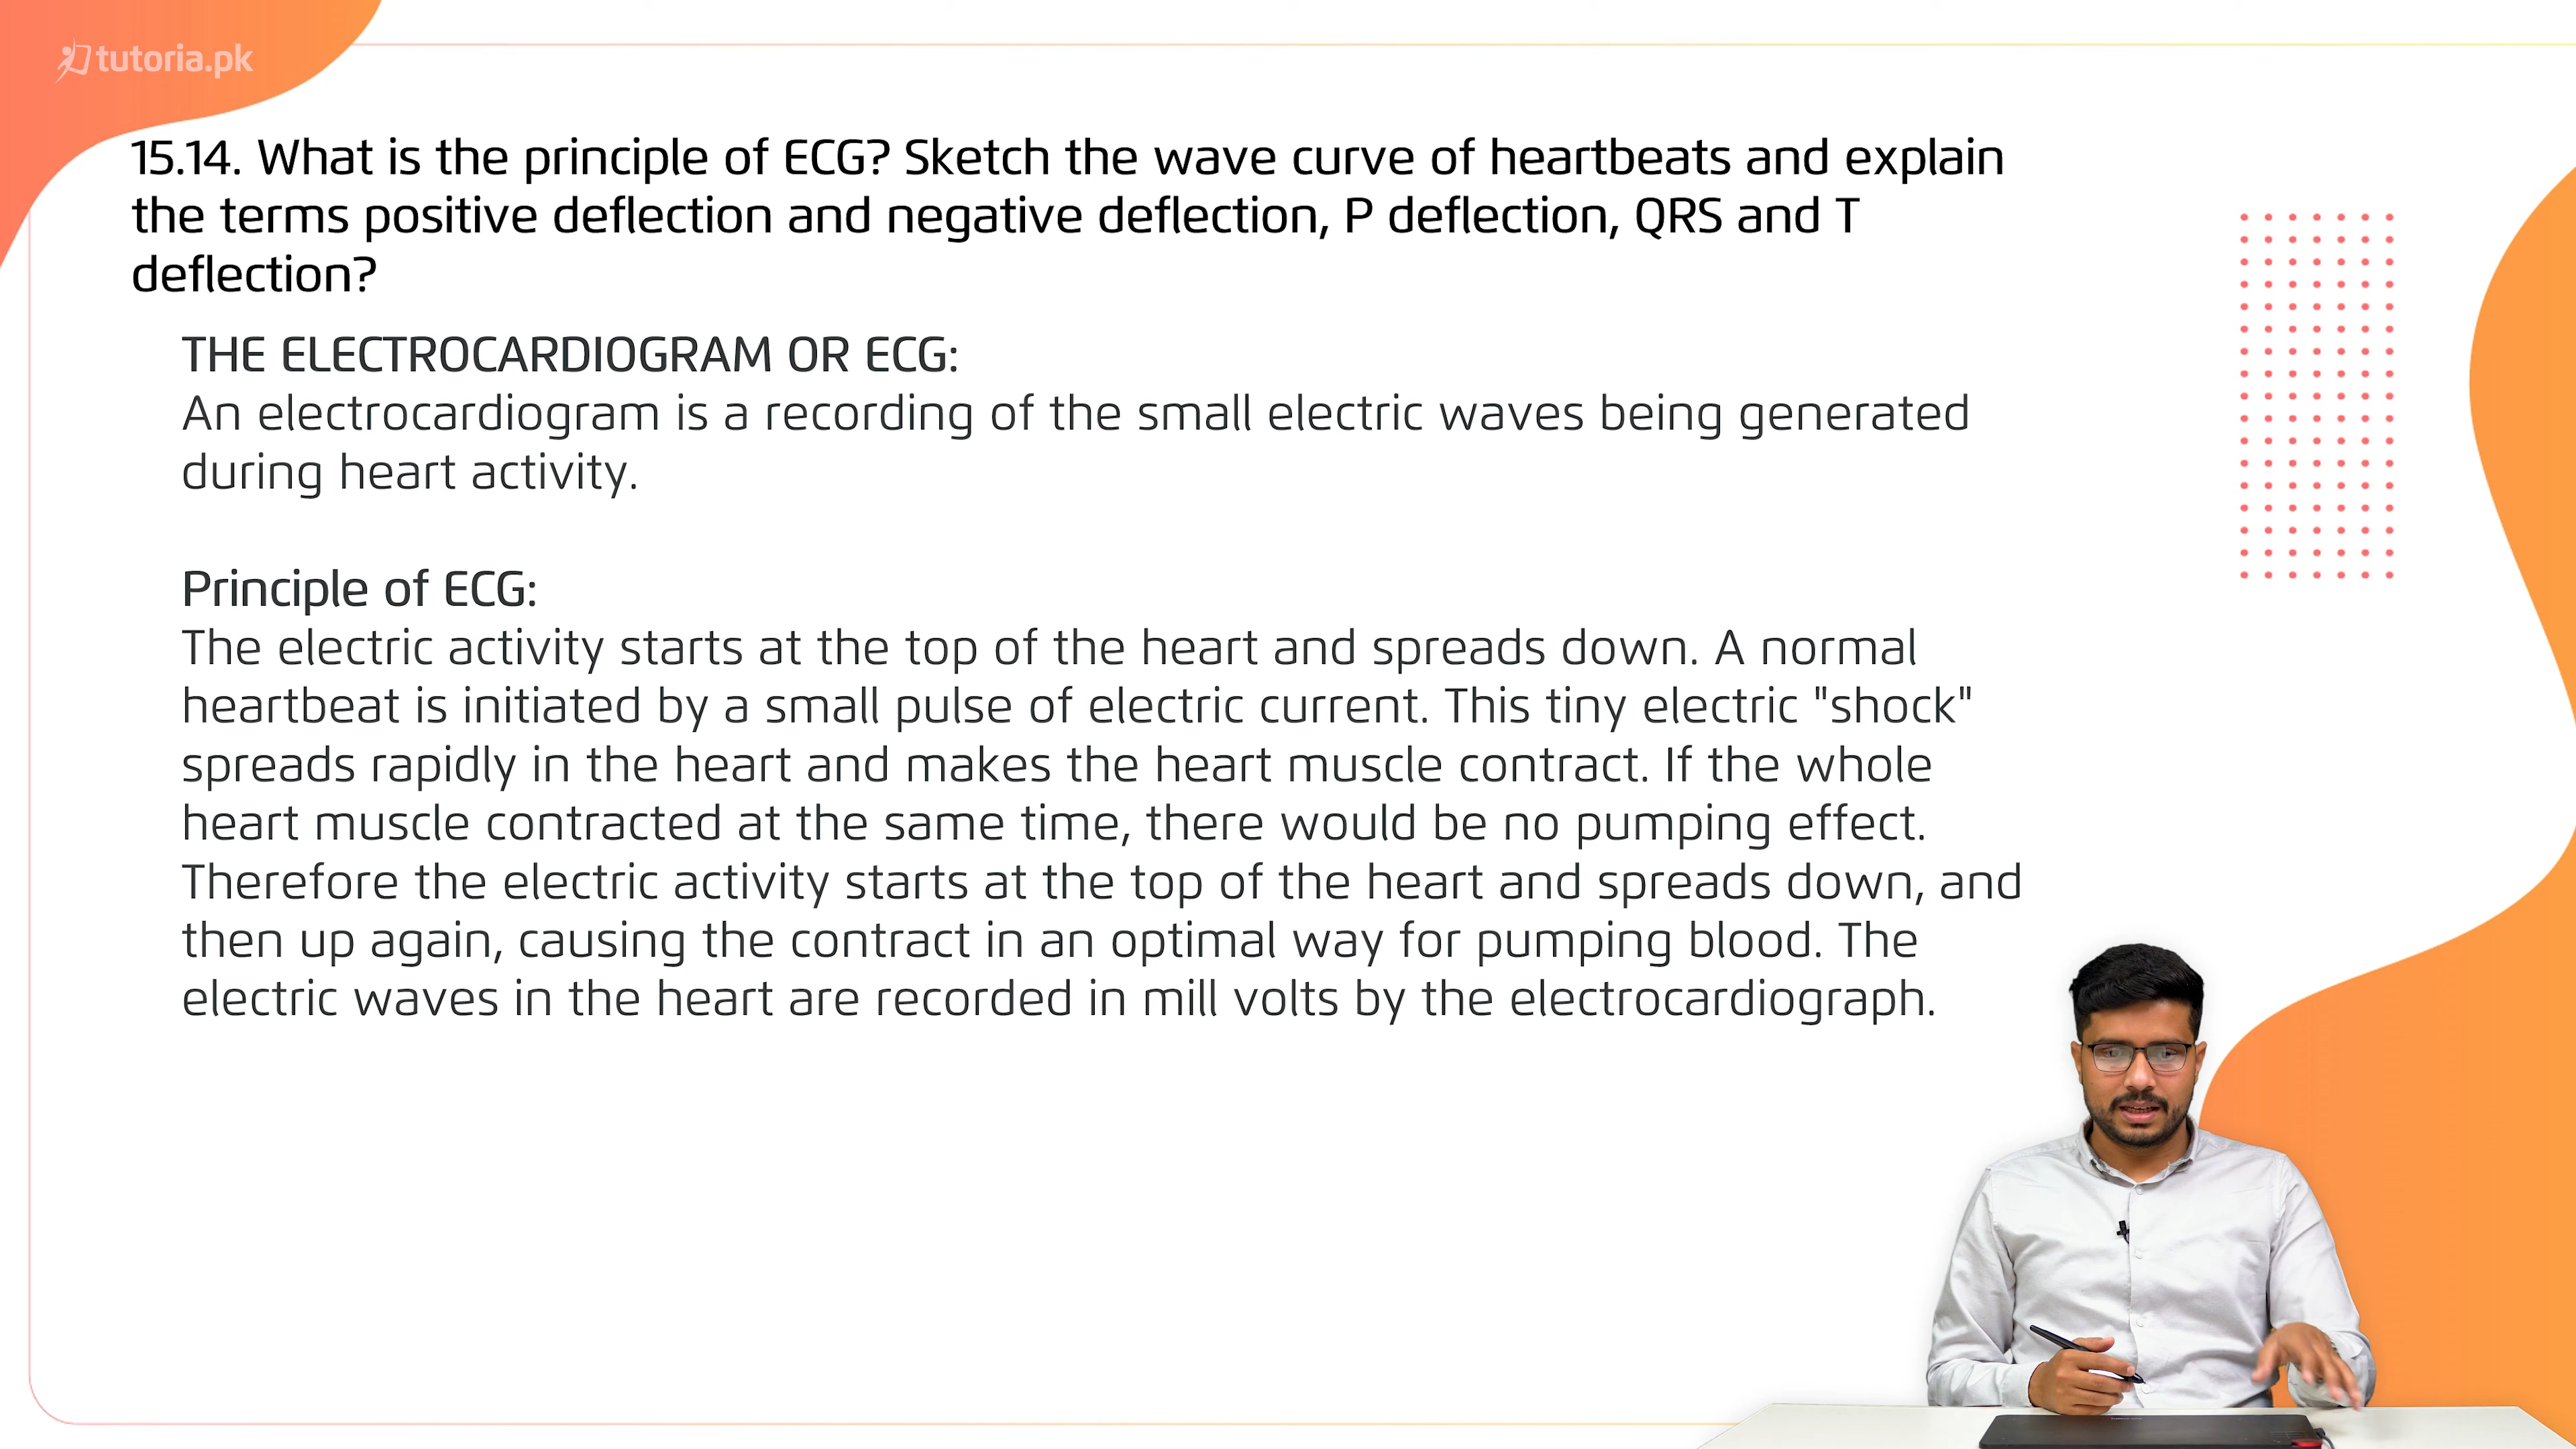 tutoria.pk
15.14. What is the principle of ECG? Sketch the wave curve of heartbeats and explain
the terms positive deflection and negative deflection, P deflection, QRS and T
deflection?
THE ELECTROCARDIOGRAM OR ECG:
An electrocardiogram is a recording of the small electric waves being generated
during heart activity.
Principle of ECG:
The electric activity starts at the top of the heart and spreads down. A normal
heartbeat is initiated by a small pulse of electric current. This tiny electric "shock"
spreads rapidly in the heart and makes the heart muscle contract. If the whole
heart muscle contracted at the same time, there would be no pumping effect.
Therefore the electric activity starts at the top of the heart and spreads down, and
then up again, causing the contract in an optimal way for pumping blood. The
electric waves in the heart are recorded in mill volts by the electrocardiograph.